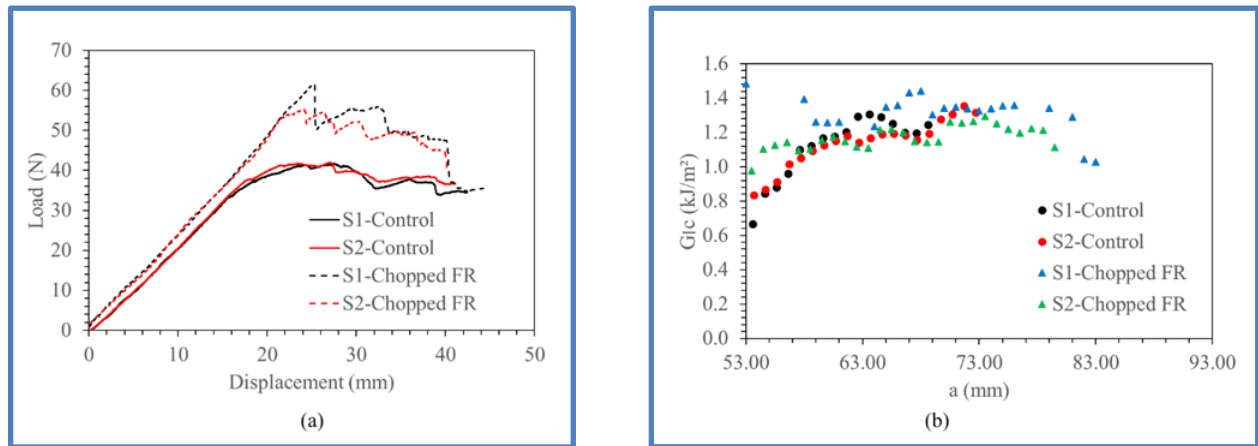 70
60
50
40
30
20
10
0
Load (N)
S1-Control
S2-Control
S1-Chopped FR
S2-Chopped FR
0 10 20 30 40 50
Displacement (mm)
(a)
1.6
1.4
1.2
1.0
0.8
0.6
0.4
0.2
0.0
GIc (kJ/m²)
S1-Control
S2-Control
S1-Chopped FR
S2-Chopped FR
53.00 63.00 73.00 83.00 93.00
a (mm)
(b)